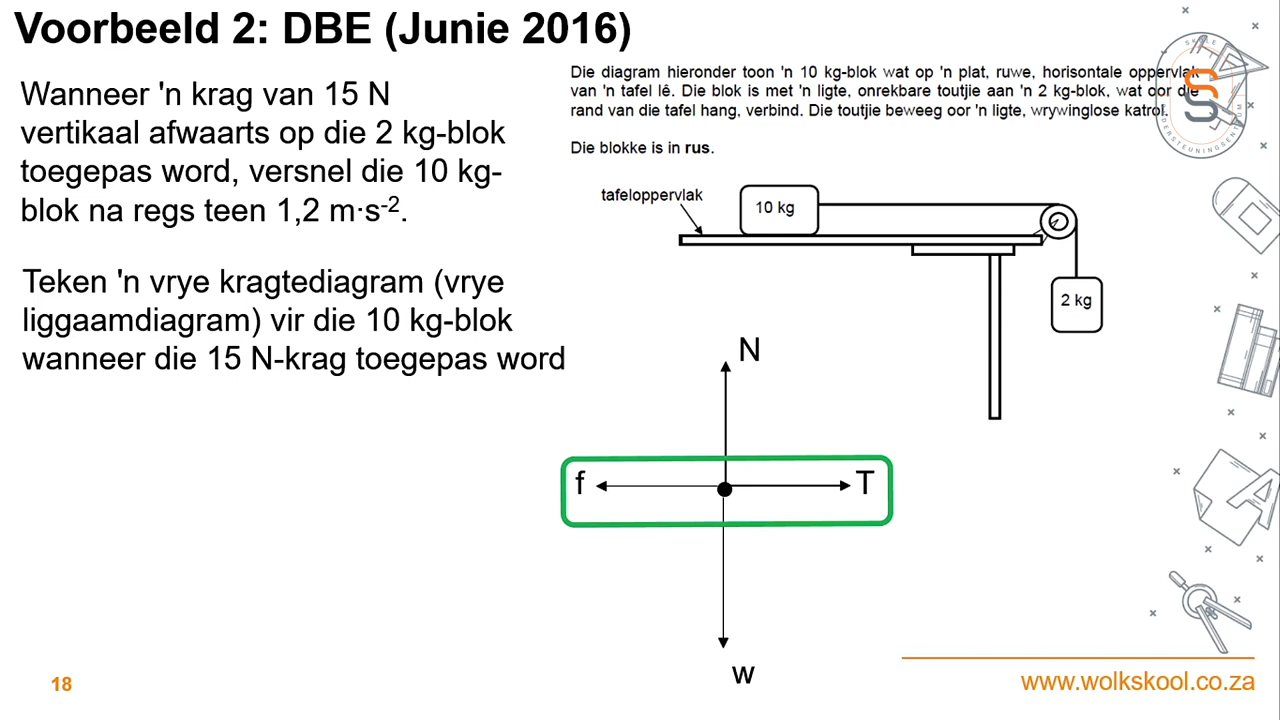 Voorbeeld 2: DBE (Junie 2016)
Wanneer 'n krag van 15 N
vertikaal afwaarts op die 2 kg-blok
toegepas word, versnel die 10 kg-
blok na regs teen 1,2 m·s-2.
Teken 'n vrye kragtediagram (vrye
liggaamdiagram) vir die 10 kg-blok
wanneer die 15 N-krag toegepas word
Die diagram hieronder toon 'n 10 kg-blok wat op 'n plat, ruwe, horisontale oppervlak
van 'n tafel lê. Die blok is met 'n ligte, onrekbare toutjie aan 'n 2 kg-blok, wat oor die
rand van die tafel hang, verbind. Die toutjie beweeg oor 'n ligte, wrywinglose katrol.
Die blokke is in rus.
tafeloppervlak
10 kg
2 kg
N
f
T
w
18
www.wolkskool.co.za